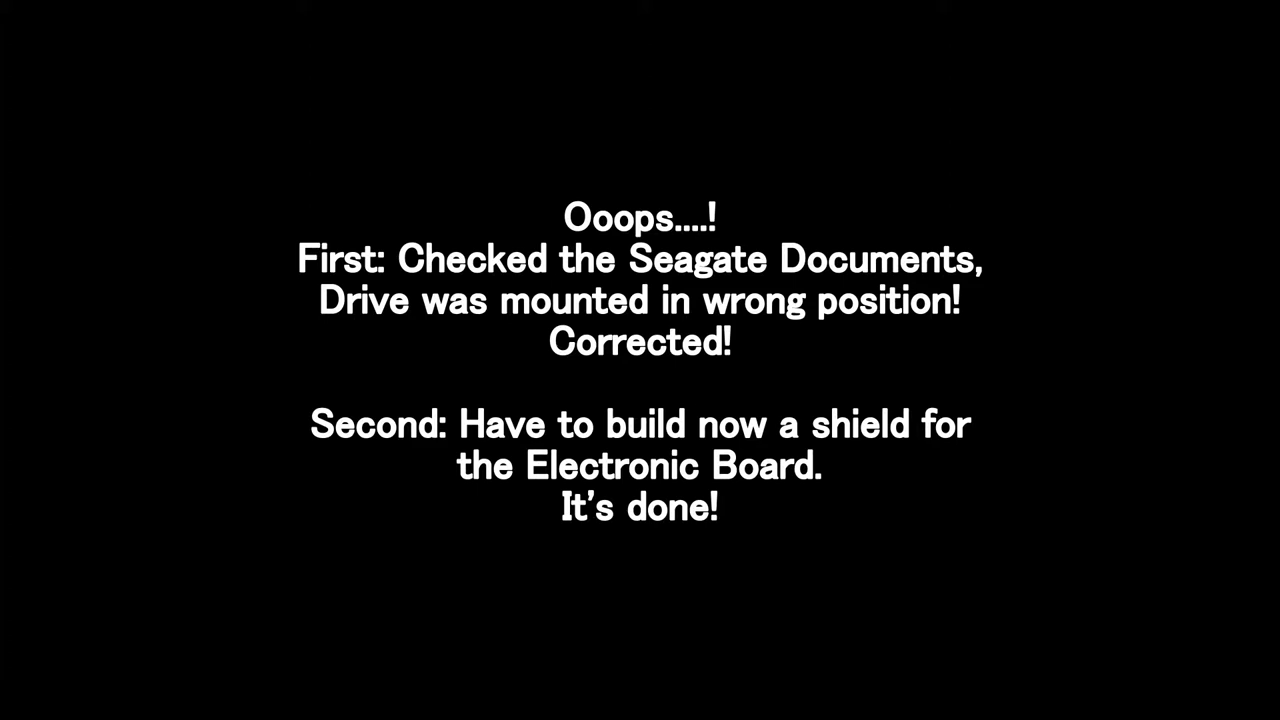 Ooops....!
First: Checked the Seagate Documents,
Drive was mounted in wrong position!
Corrected!
Second: Have to build now a shield for
the Electronic Board.
It's done!